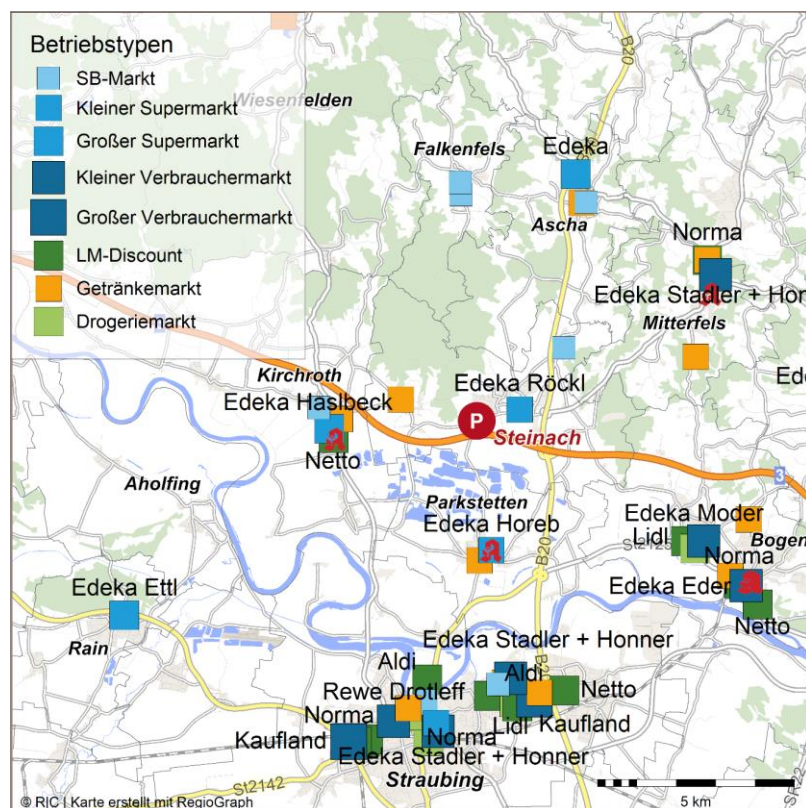 Betriebstypen
SB-Markt
Kleiner Supermarkt
Großer Supermarkt
Kleiner Verbrauchermarkt
Großer Verbrauchermarkt
LM-Discount
Getränkemarkt
Drogeriemarkt
Wiesenfelden
B20
Falkenfels
Edeka
Ascha
Norma
Edeka Stadler + Honner
Mitterfels
Kirchroth
Edeka Röckl
Edeka Haslbeck
P
Steinach
Netto
3
Aholfing
Parkstetten
Edeka Horeb
B20
St2125
Edeka Moder
Lidl
Bogen
Norma
Edeka Eder
Netto
Edeka Ettl
Rain
Edeka Stadler + Honner
Aldi
Aldi
Netto
Rewe Drotleff
Norma
Lidl
Kaufland
Kaufland
Norma
Edeka Stadler + Honner
Straubing
St2142
5 km
© RIC | Karte erstellt mit RegioGraph